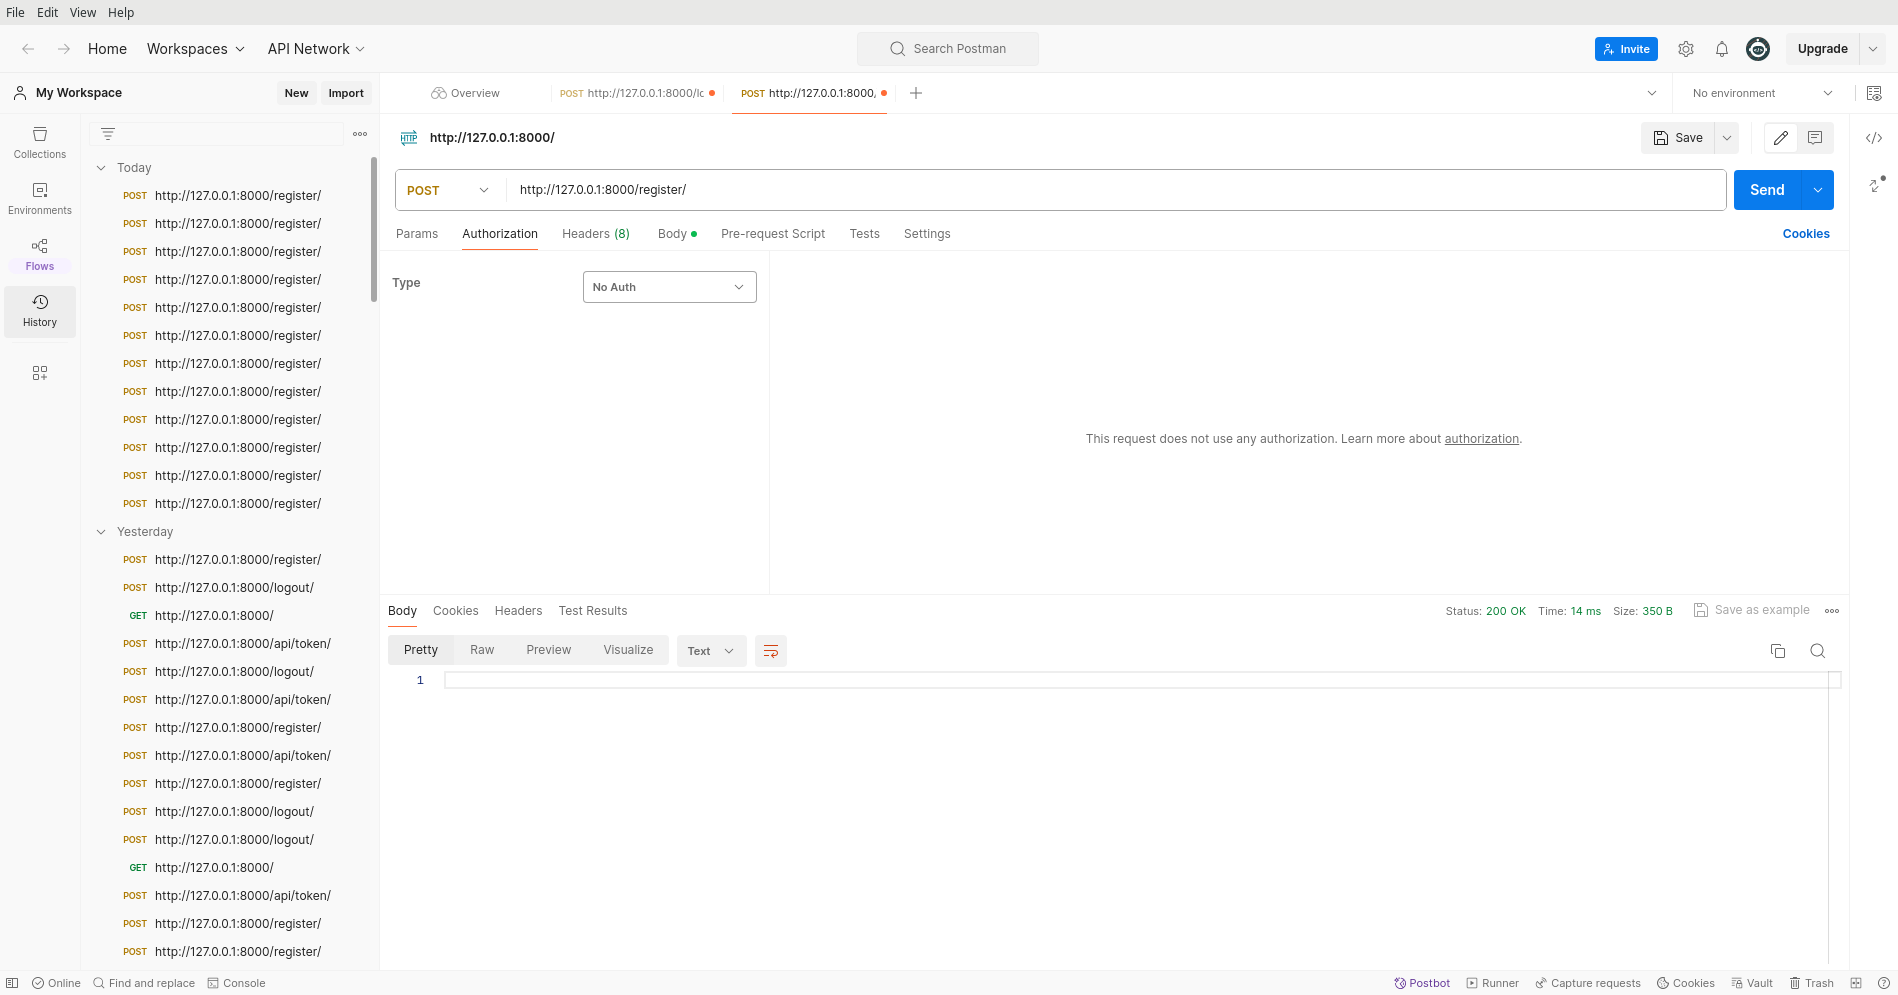 File Edit View Help
Home Workspaces API Network Search Postman Invite Upgrade
My Workspace New Import Overview POST http://127.0.0.1:8000/lc POST http://127.0.0.1:8000, No environment
Collections
Environments
Flows
History
Today
POST http://127.0.0.1:8000/register/
POST http://127.0.0.1:8000/register/
POST http://127.0.0.1:8000/register/
POST http://127.0.0.1:8000/register/
POST http://127.0.0.1:8000/register/
POST http://127.0.0.1:8000/register/
POST http://127.0.0.1:8000/register/
POST http://127.0.0.1:8000/register/
POST http://127.0.0.1:8000/register/
POST http://127.0.0.1:8000/register/
POST http://127.0.0.1:8000/register/
POST http://127.0.0.1:8000/register/
Yesterday
POST http://127.0.0.1:8000/register/
POST http://127.0.0.1:8000/logout/
GET http://127.0.0.1:8000/
POST http://127.0.0.1:8000/api/token/
POST http://127.0.0.1:8000/logout/
POST http://127.0.0.1:8000/api/token/
POST http://127.0.0.1:8000/register/
POST http://127.0.0.1:8000/api/token/
POST http://127.0.0.1:8000/register/
POST http://127.0.0.1:8000/logout/
POST http://127.0.0.1:8000/logout/
GET http://127.0.0.1:8000/
POST http://127.0.0.1:8000/api/token/
POST http://127.0.0.1:8000/register/
POST http://127.0.0.1:8000/register/
HTTP http://127.0.0.1:8000/ Save
POST http://127.0.0.1:8000/register/ Send
Params Authorization Headers (8) Body Pre-request Script Tests Settings Cookies
Type No Auth
This request does not use any authorization. Learn more about authorization.
Body Cookies Headers Test Results Status: 200 OK Time: 14 ms Size: 350 B Save as example
Pretty Raw Preview Visualize Text
1
Online Find and replace Console Postbot Runner Capture requests Cookies Vault Trash